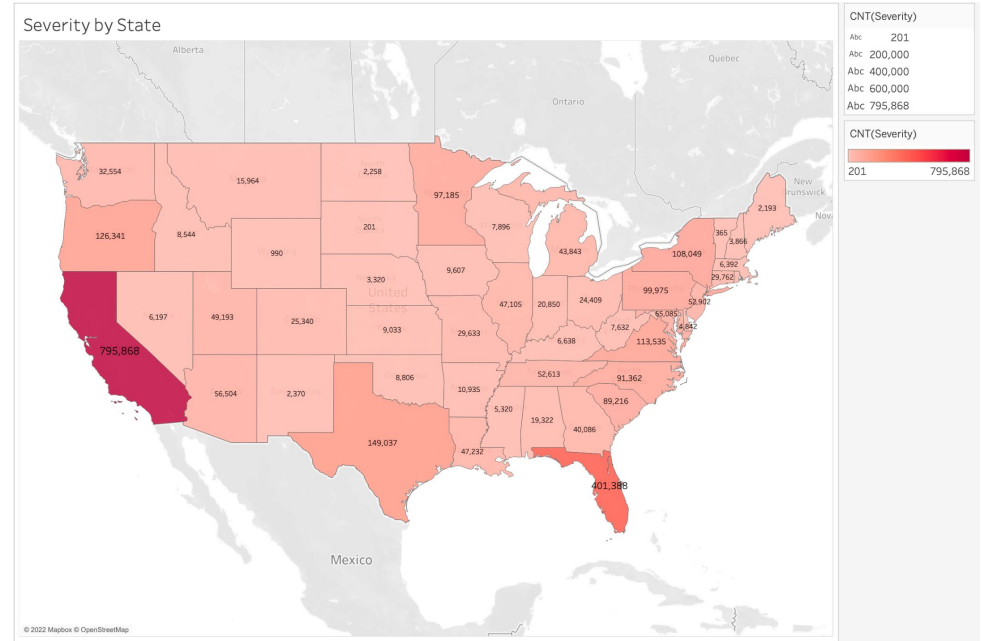 Severity by State
CNT(Severity)
Abc 201
Abc 200,000
Abc 400,000
Abc 600,000
Abc 795,868
CNT(Severity)
201 795,868
Alberta
Quebec
Ontario
New
Brunswick
Nov
32,554
15,964
2,258
97,185
2,193
126,341
8,544
990
201
7,896
43,843
365
3,866
108,049
6,392
29,762
3,320
9,607
99,975
52,902
United
States
795,868
6,197
49,193
25,340
9,033
29,633
47,105
20,850
24,409
65,085
4,842
7,632
113,535
6,638
56,504
2,370
8,806
10,935
52,613
91,362
89,216
5,320
19,322
40,086
149,037
47,232
401,388
Mexico
© 2022 Mapbox © OpenStreetMap